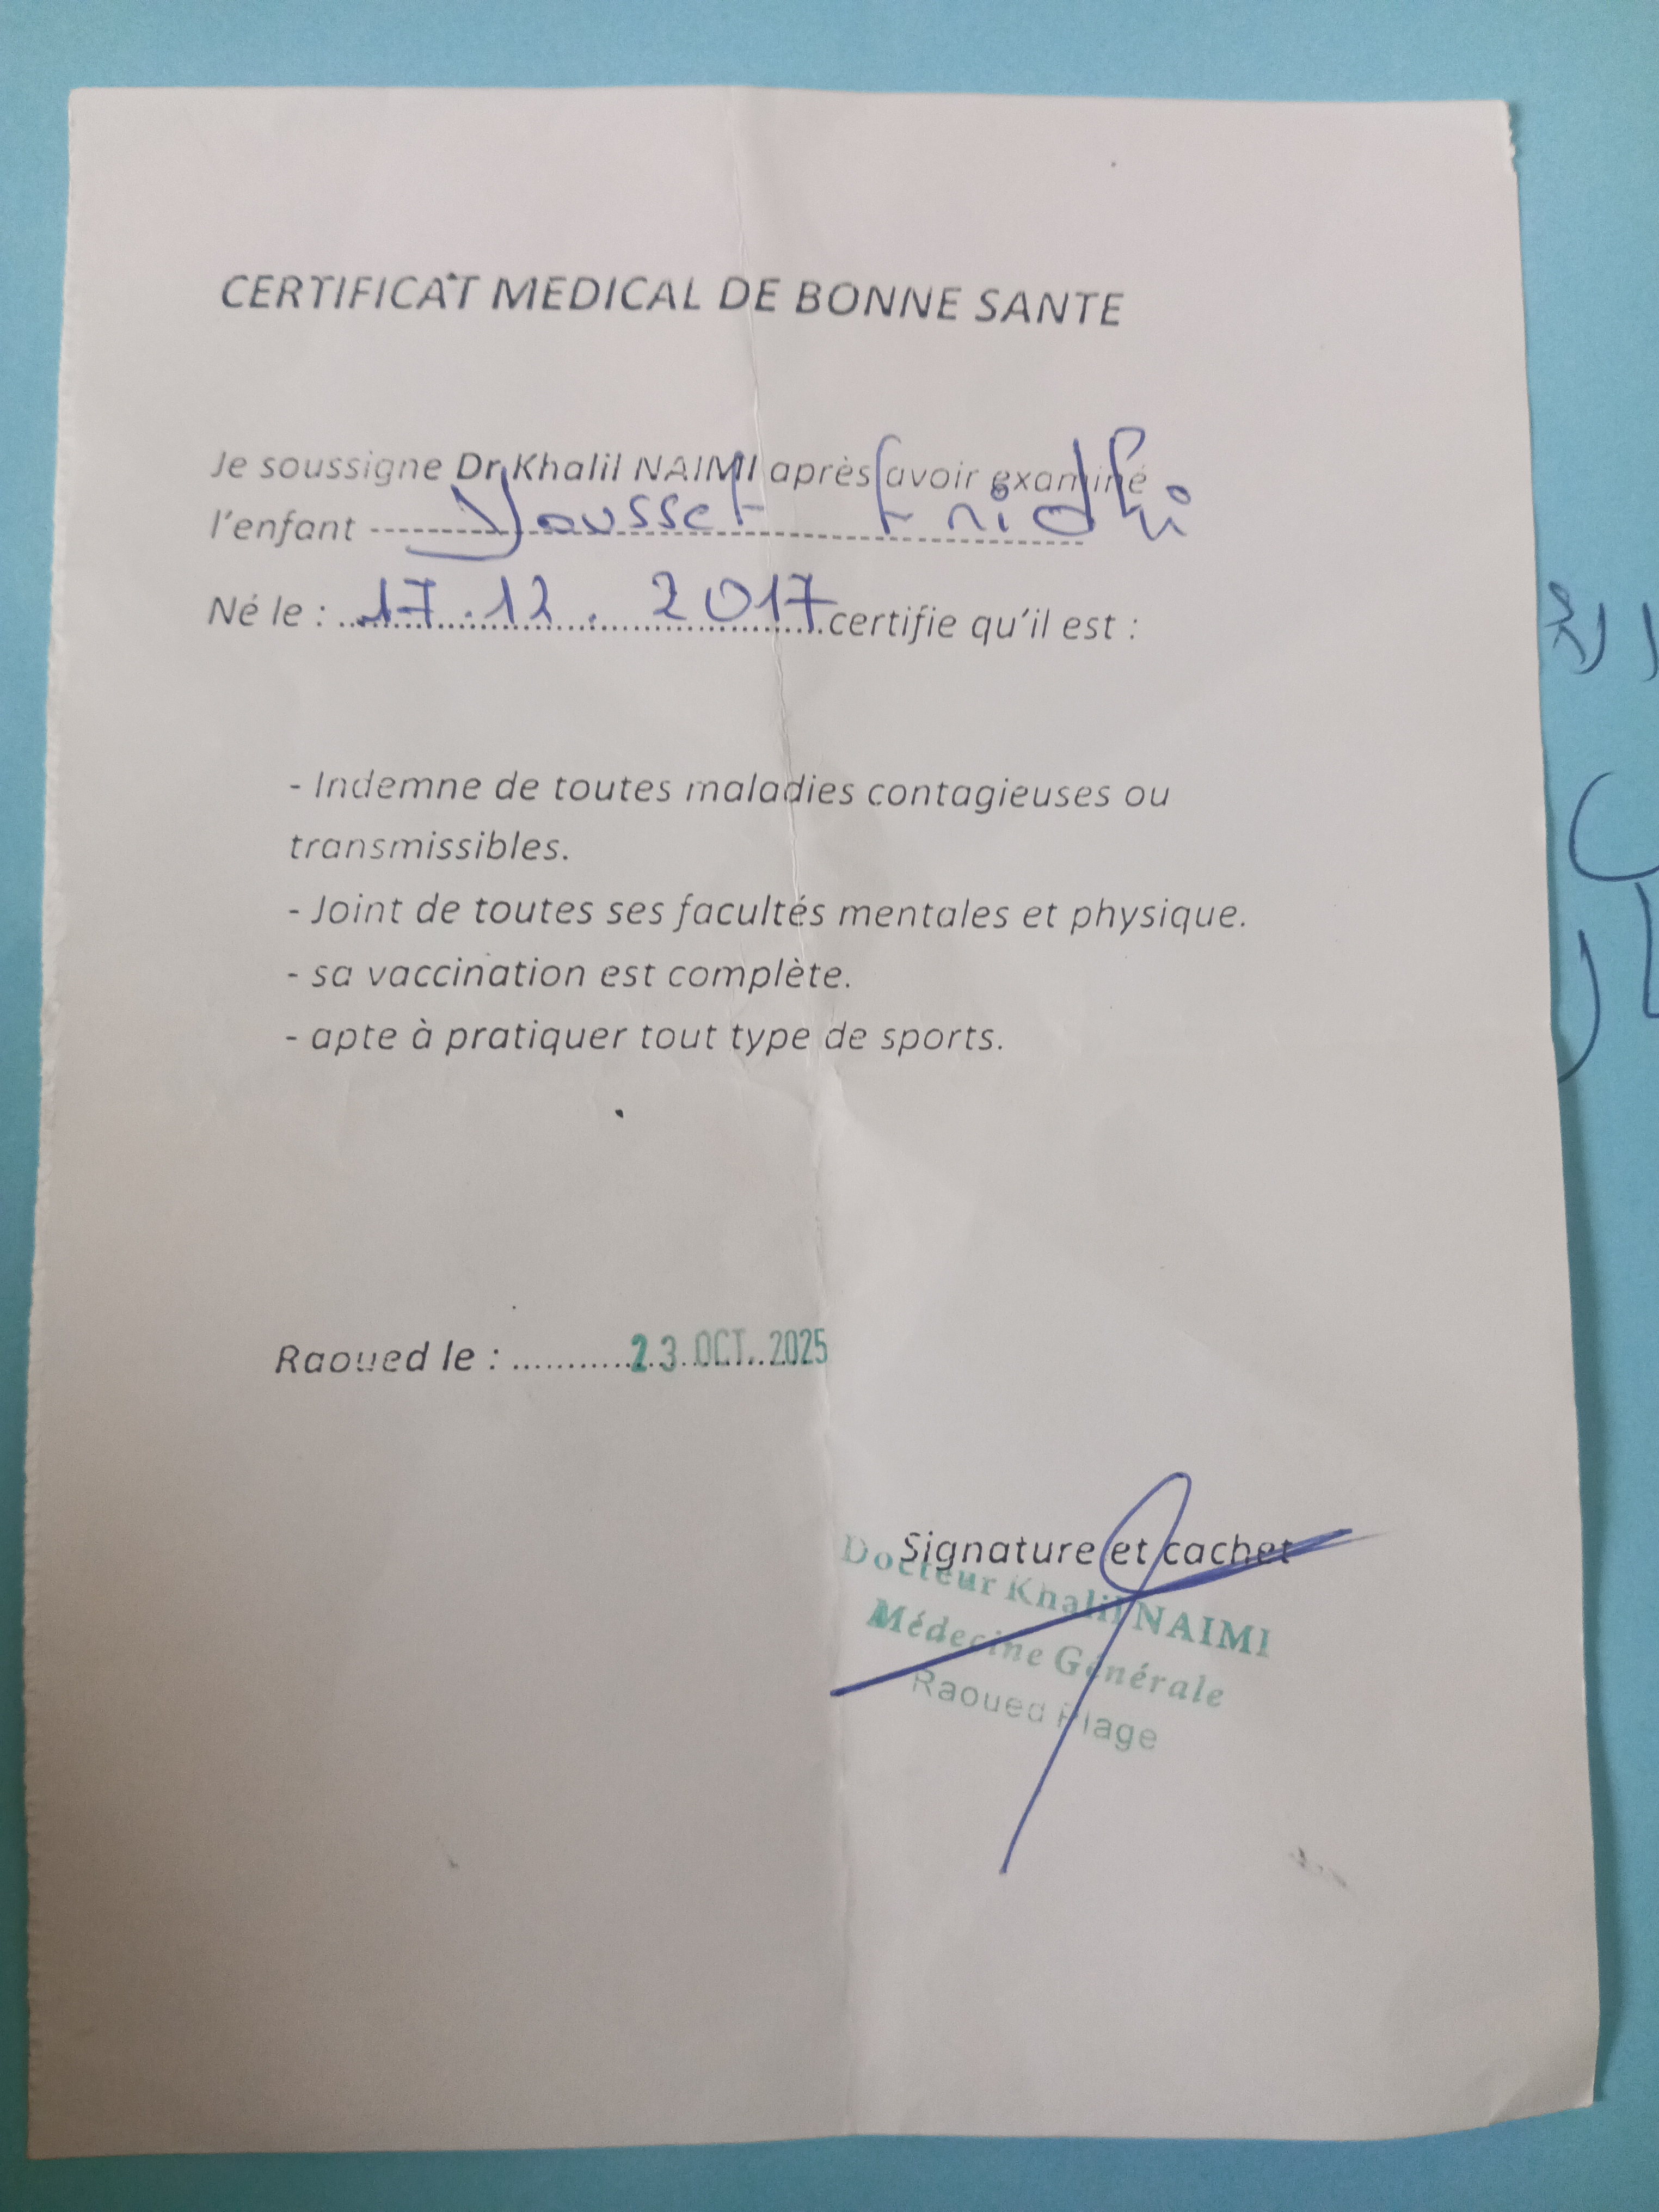 CERTIFICAT MEDICAL DE BONNE SANTE
Je soussigne Dr Khalil NAIMI après avoir examiné
l'enfant Youssef Fridhi
Né le : 17.12.2017 certifie qu'il est :
- Indemne de toutes maladies contagieuses ou
transmissibles.
- Joint de toutes ses facultés mentales et physique.
- sa vaccination est complète.
- apte à pratiquer tout type de sports.
Raoued le : 23 OCT. 2025
Signature et cachet
Docteur Khalil NAIMI
Médecine Générale
Raoued Plage